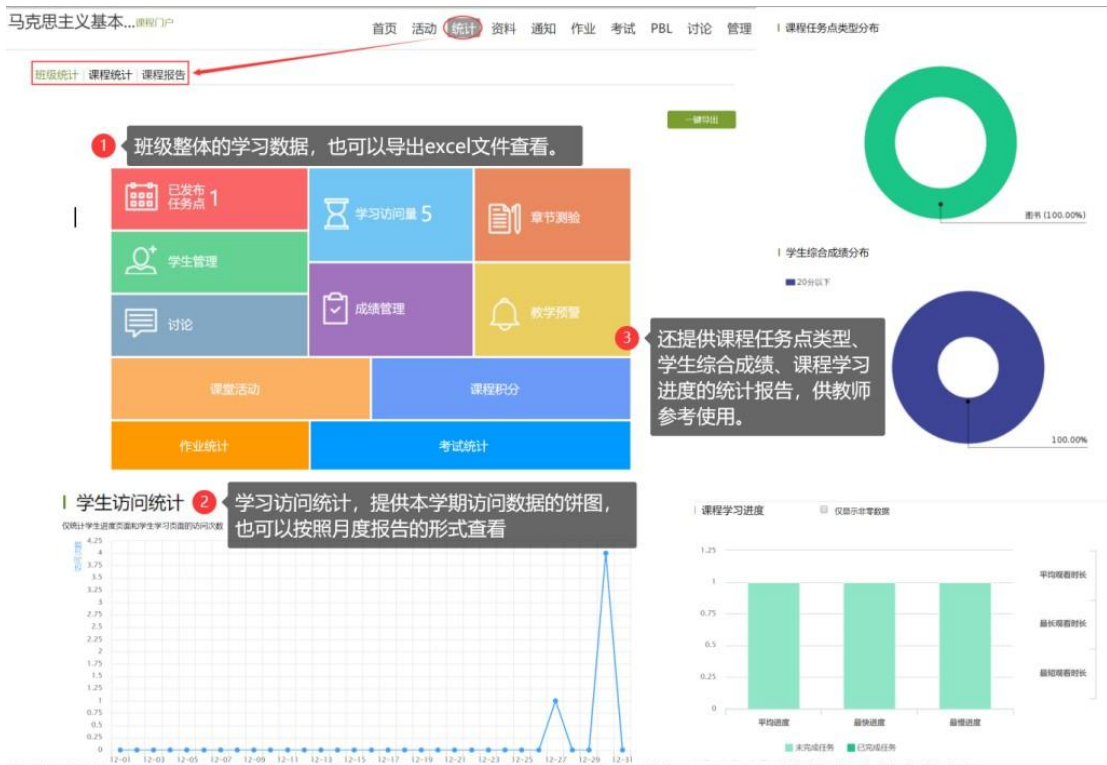 马克思主义基本...课程门户
首页 活动 统计 资料 通知 作业 考试 PBL 讨论 管理
班级统计 课程统计 课程报告
一键导出
1 班级整体的学习数据，也可以导出excel文件查看。
已发布
任务点 1
学习访问量 5
章节测验
学生管理
讨论
成绩管理
教学预警
课堂活动
课程积分
作业统计
考试统计
学生访问统计
仅统计学生进度页面和学生学习页面的访问次数
2 学习访问统计，提供本学期访问数据的饼图，
也可以按照月度报告的形式查看
4.25
4
3.75
3.5
3.25
3
2.75
2.5
2.25
2
1.75
1.5
1.25
1
0.75
0.5
0.25
0
12-01 12-03 12-05 12-07 12-09 12-11 12-13 12-15 12-17 12-19 12-21 12-23 12-25 12-27 12-29 12-31
课程任务点类型分布
图书 (100.00%)
学生综合成绩分布
20分以下
100.00%
3 还提供课程任务点类型、
学生综合成绩、课程学习
进度的统计报告，供教师
参考使用。
课程学习进度
仅显示非零数据
1.25
1
0.75
0.5
0.25
0
平均进度 最快进度 最慢进度
未完成任务 已完成任务
平均观看时长
最长观看时长
最短观看时长